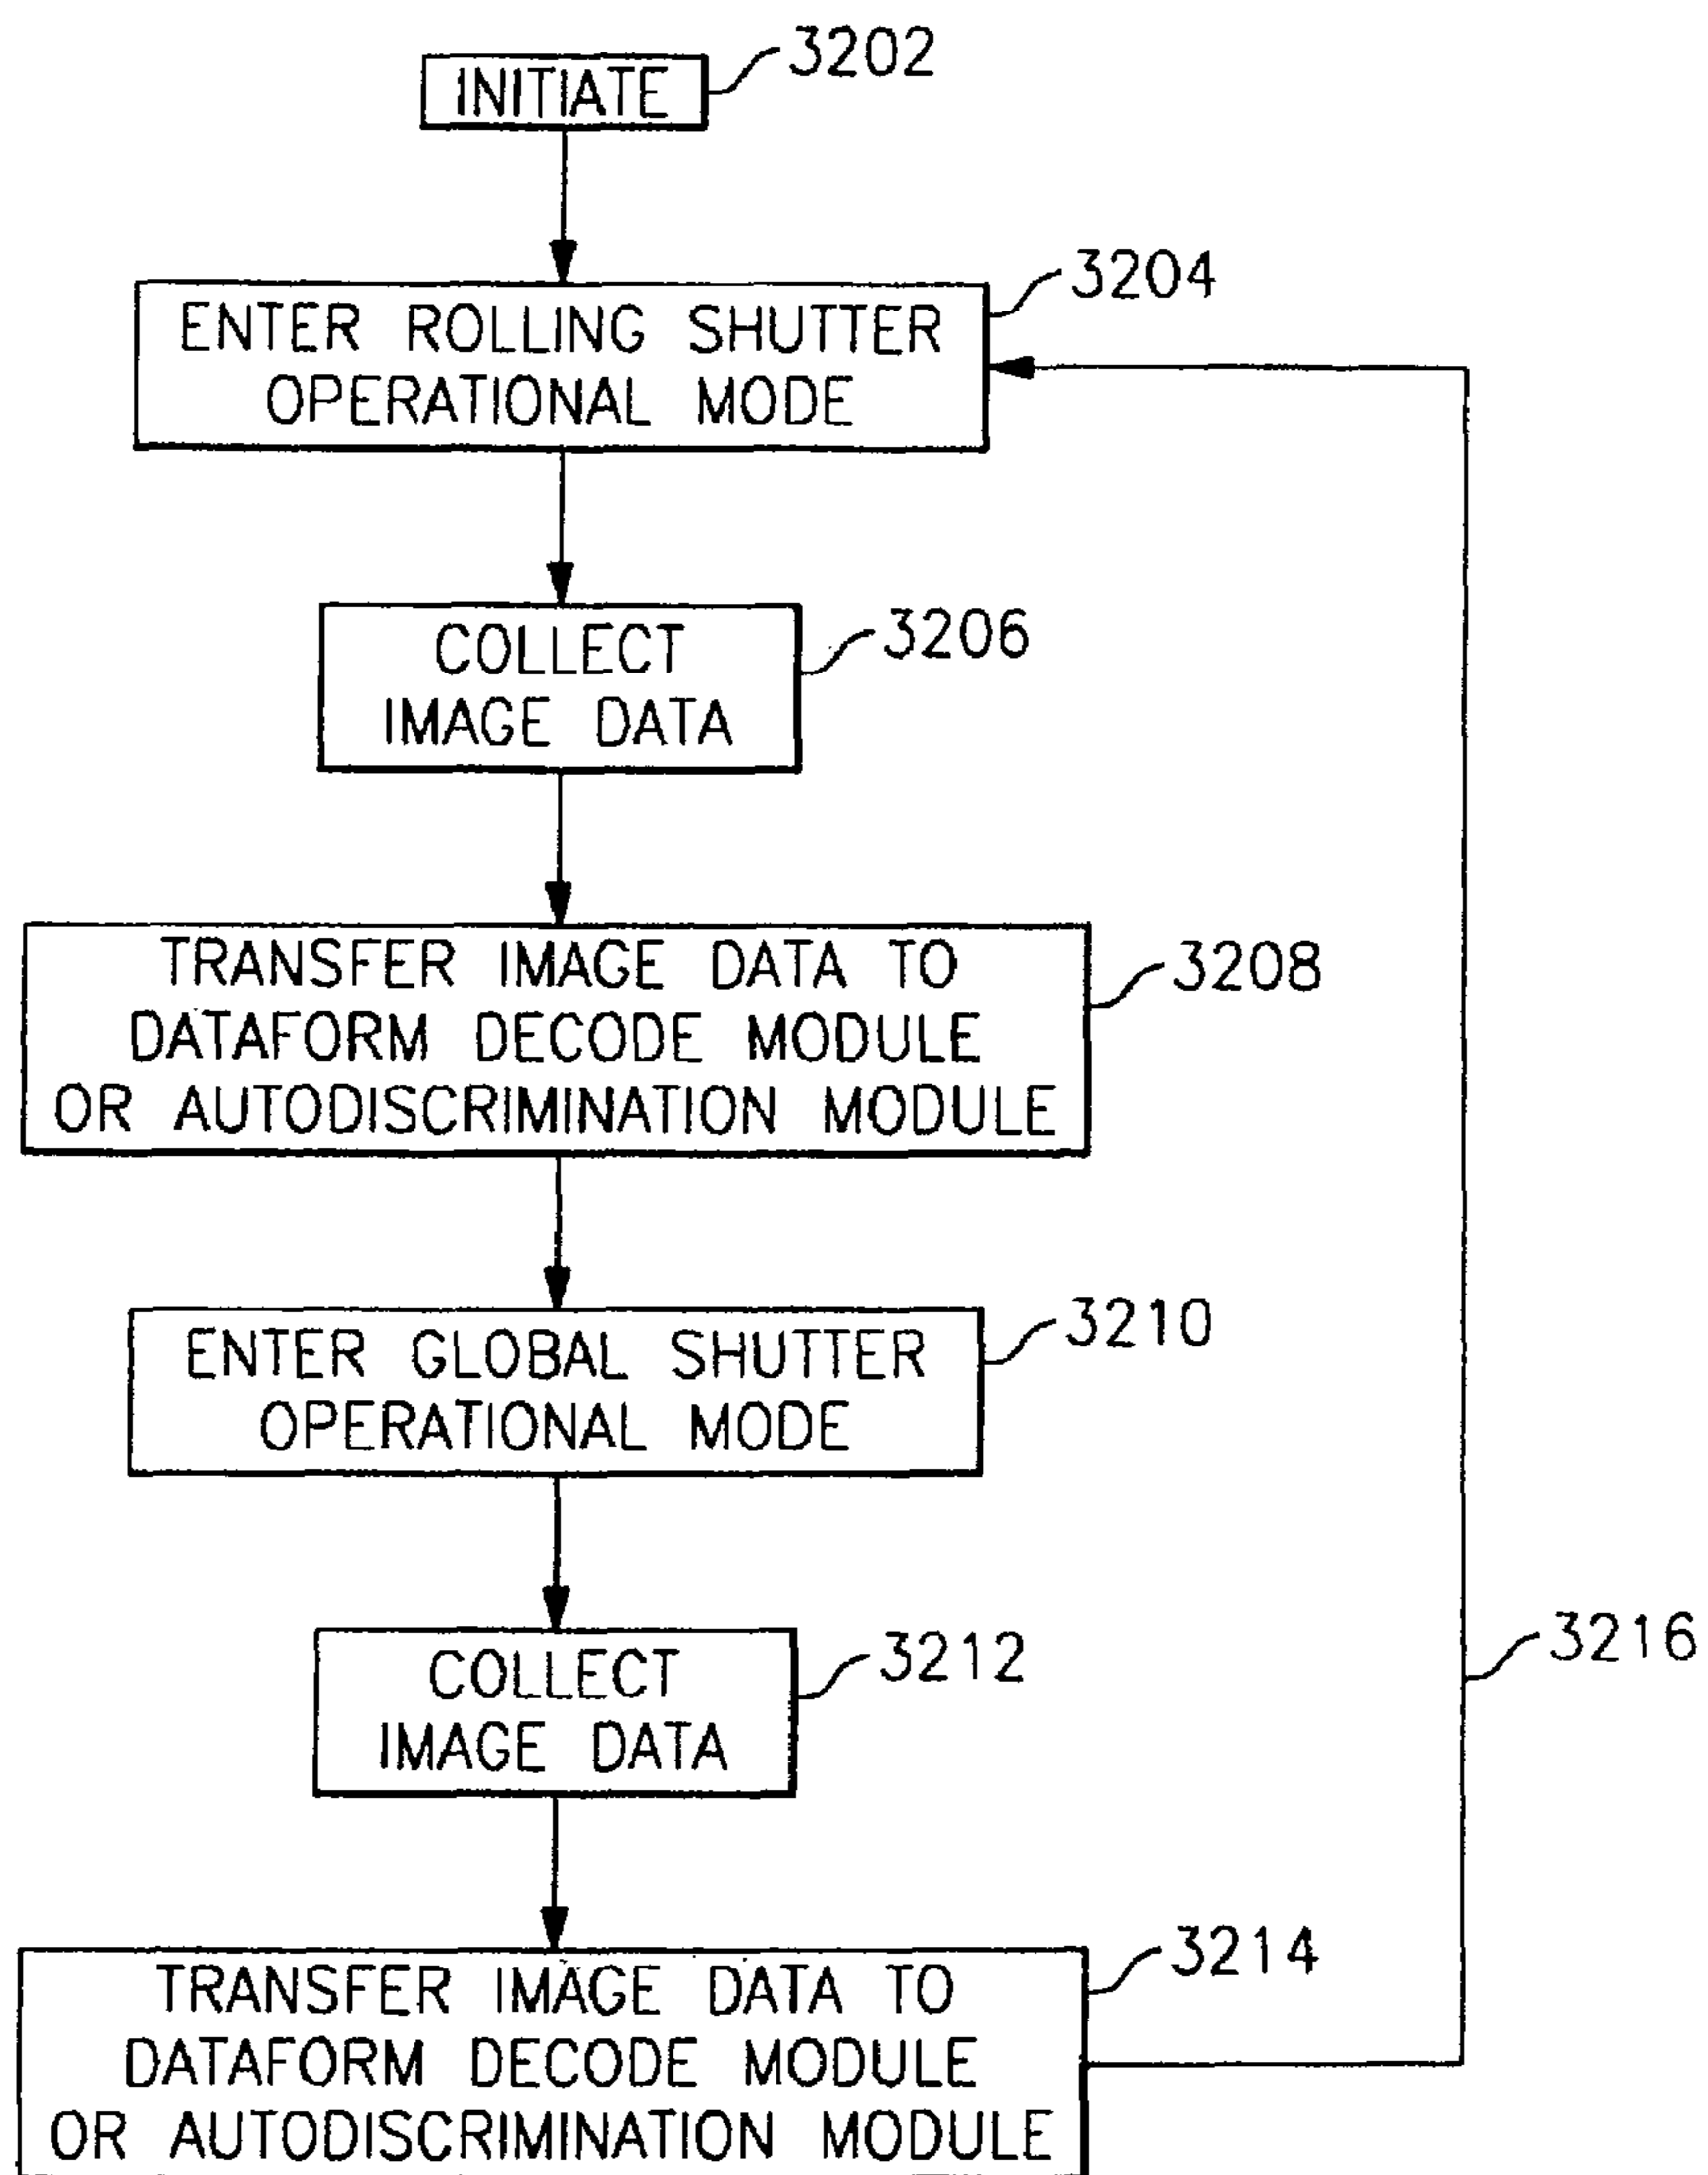 INITIATE
3202
ENTER ROLLING SHUTTER
OPERATIONAL MODE
3204
COLLECT
IMAGE DATA
3206
TRANSFER IMAGE DATA TO
DATAFORM DECODE MODULE
OR AUTODISCRIMINATION MODULE
3208
ENTER GLOBAL SHUTTER
OPERATIONAL MODE
3210
COLLECT
IMAGE DATA
3212
3216
TRANSFER IMAGE DATA TO
DATAFORM DECODE MODULE
OR AUTODISCRIMINATION MODULE
3214